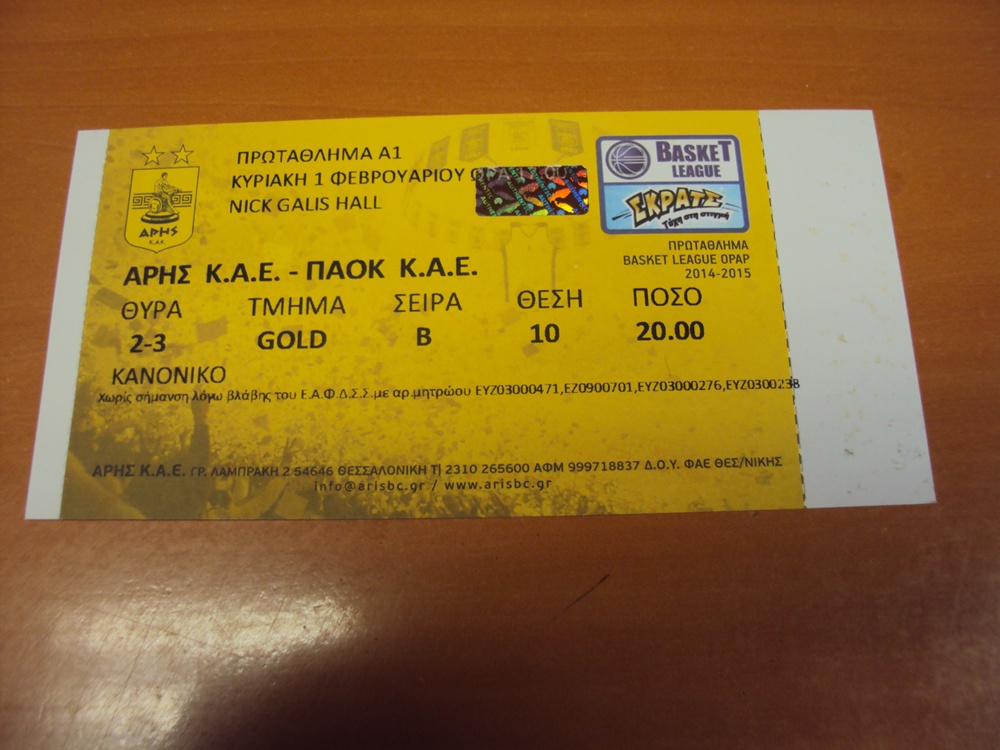 ΠΡΩΤΑΘΛΗΜΑ Α1
ΚΥΡΙΑΚΗ 1 ΦΕΒΡΟΥΑΡΙΟΥ
NICK GALIS HALL
BASKET
LEAGUE
ΣΚΡΑΤΣ
Τύχη στη στιγμή
ΑΡΗΣ
Κ.Α.Ε.
ΠΡΩΤΑΘΛΗΜΑ
BASKET LEAGUE OPAP
2014-2015
ΑΡΗΣ Κ.Α.Ε. - ΠΑΟΚ Κ.Α.Ε.
ΘΥΡΑ ΤΜΗΜΑ ΣΕΙΡΑ ΘΕΣΗ ΠΟΣΟ
2-3 GOLD Β 10 20.00
ΚΑΝΟΝΙΚΟ
Χωρίς σήμανση λόγω βλάβης του Ε.Α.Φ.Δ.Σ.Σ.με αρ.μητρώου ΕΥΖ03000471,ΕΖ0900701,ΕΥΖ03000276,ΕΥΖ0300238
ΑΡΗΣ Κ.Α.Ε. ΓΡ. ΛΑΜΠΡΑΚΗ 2 54646 ΘΕΣΣΑΛΟΝΙΚΗ Τ| 2310 265600 ΑΦΜ 999718837 Δ.Ο.Υ. ΦΑΕ ΘΕΣ/ΝΙΚΗΣ
info@arisbc.gr / www.arisbc.gr